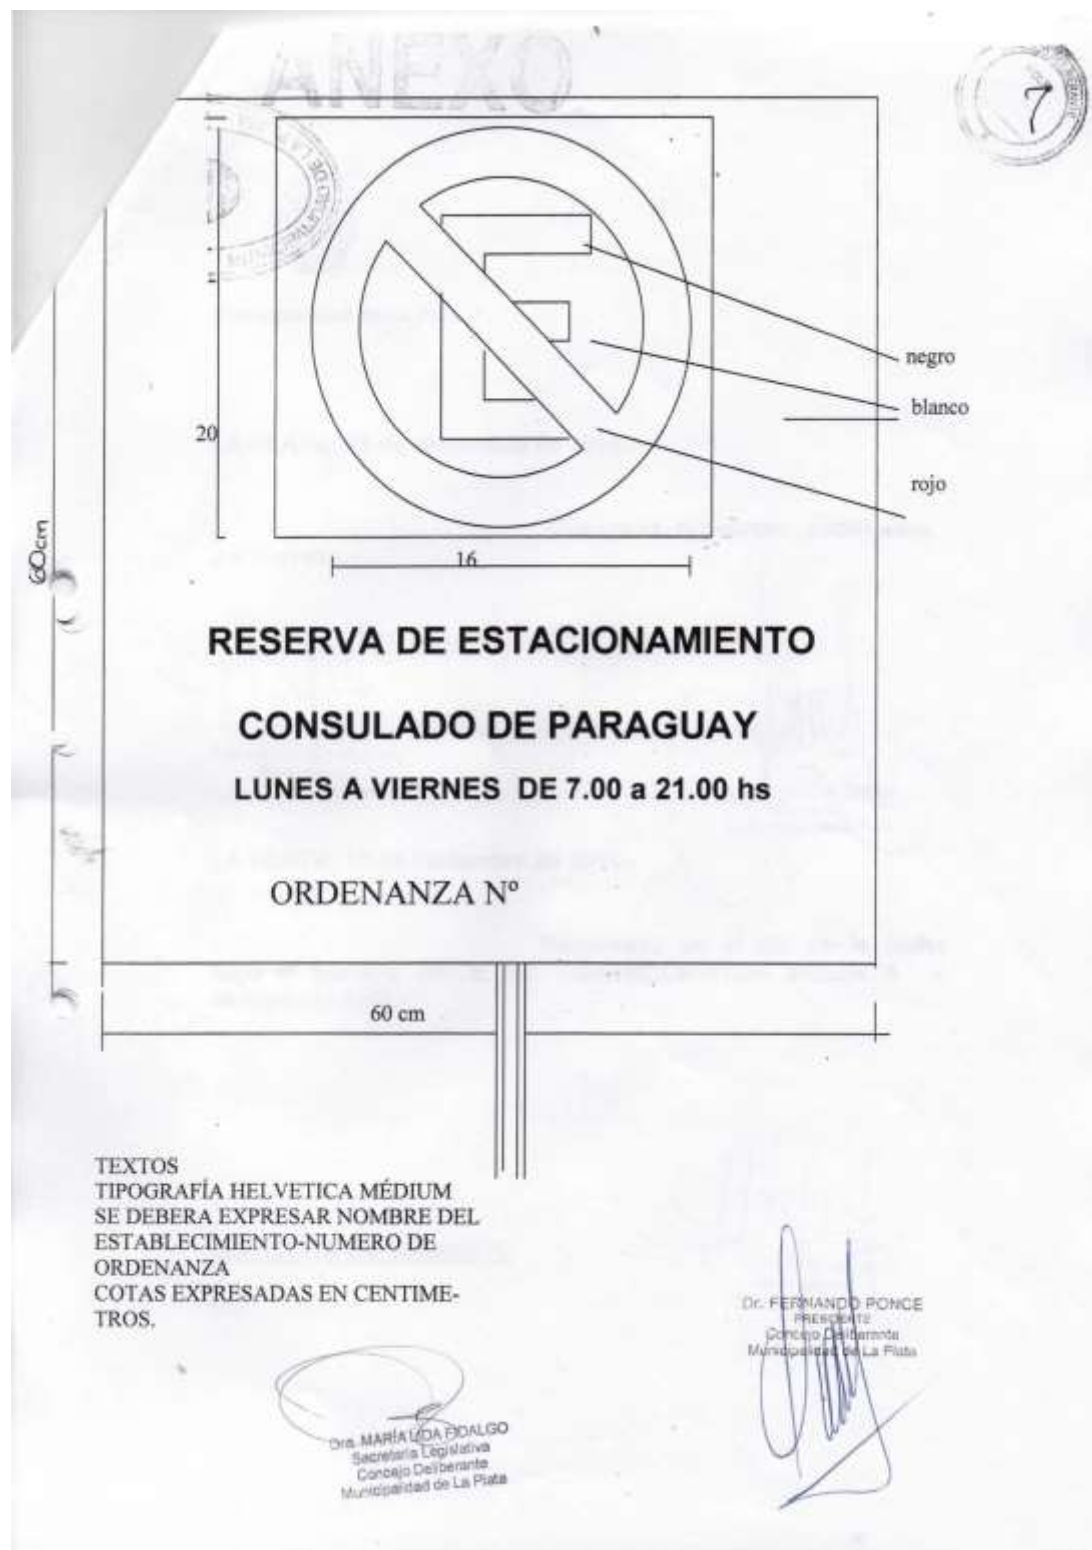 ANEXO
7
E
negro
blanco
rojo
20
60cm
16
RESERVA DE ESTACIONAMIENTO
CONSULADO DE PARAGUAY
LUNES A VIERNES DE 7.00 a 21.00 hs
ORDENANZA Nº
60 cm
TEXTOS
TIPOGRAFÍA HELVETICA MÉDIUM
SE DEBERA EXPRESAR NOMBRE DEL
ESTABLECIMIENTO-NUMERO DE
ORDENANZA
COTAS EXPRESADAS EN CENTIME-
TROS.
Dr. FERNANDO PONCE
PRESIDENTE
Concejo Deliberante
Municipalidad de La Plata
Dra. MARÍA LIDA FIDALGO
Secretaria Legislativa
Concejo Deliberante
Municipalidad de La Plata